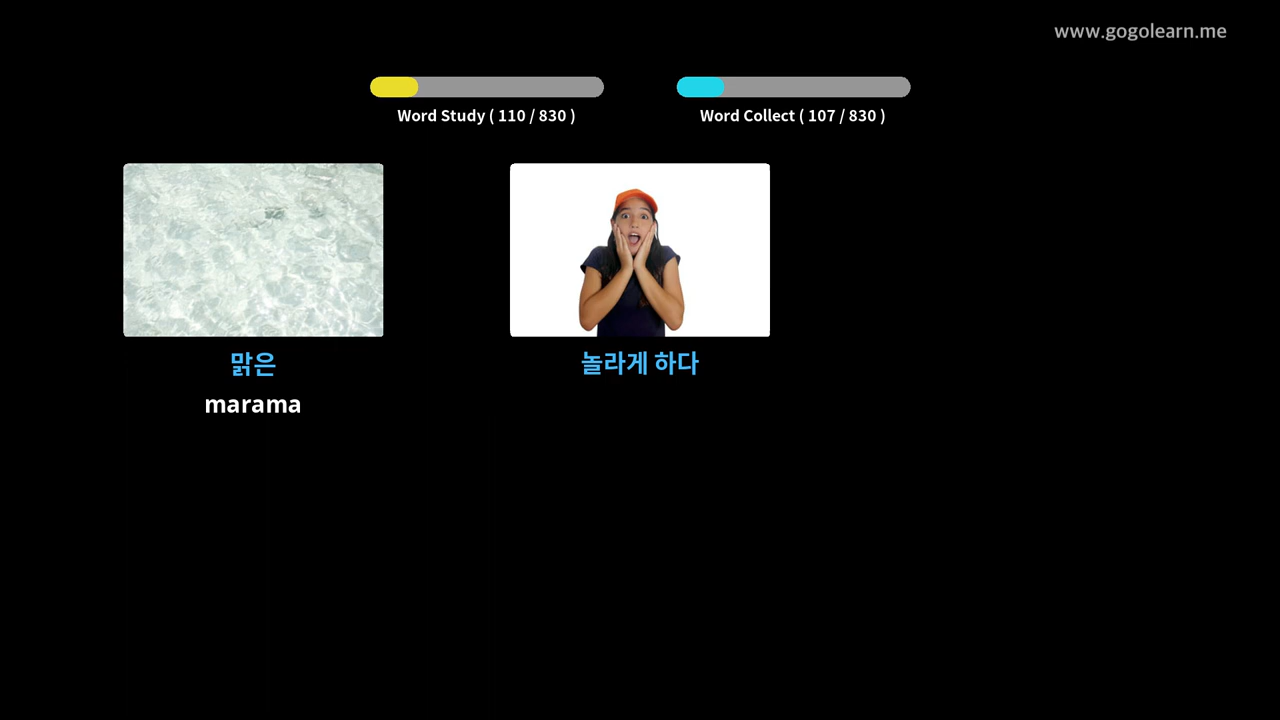 www.gogolearn.me
Word Study ( 110 / 830 )
Word Collect ( 107 / 830 )
맑은
marama
놀라게 하다